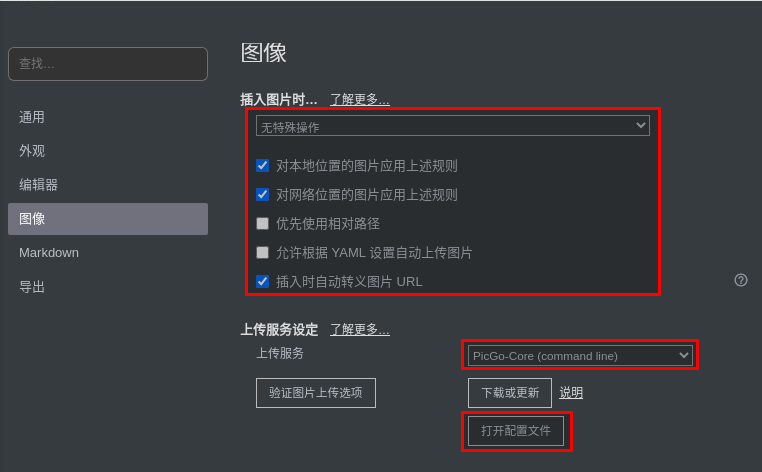 图像
查找…
插入图片时… 了解更多…
通用
无特殊操作
外观
对本地位置的图片应用上述规则
编辑器
对网络位置的图片应用上述规则
图像
优先使用相对路径
Markdown
允许根据 YAML 设置自动上传图片
导出
插入时自动转义图片 URL
上传服务设定 了解更多…
上传服务
PicGo-Core (command line)
验证图片上传选项
下载或更新 说明
打开配置文件